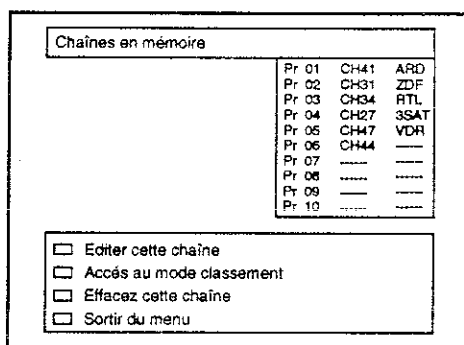 Chaînes en mémoire
Pr 01 CH41 ARD
Pr 02 CH31 ZDF
Pr 03 CH34 RTL
Pr 04 CH27 3SAT
Pr 05 CH47 VDR
Pr 06 CH44 -----
Pr 07 ----- -----
Pr 08 ----- -----
Pr 09 ----- -----
Pr 10 ----- -----
Editer cette chaîne
Accés au mode classement
Effacez cette chaîne
Sortir du menu